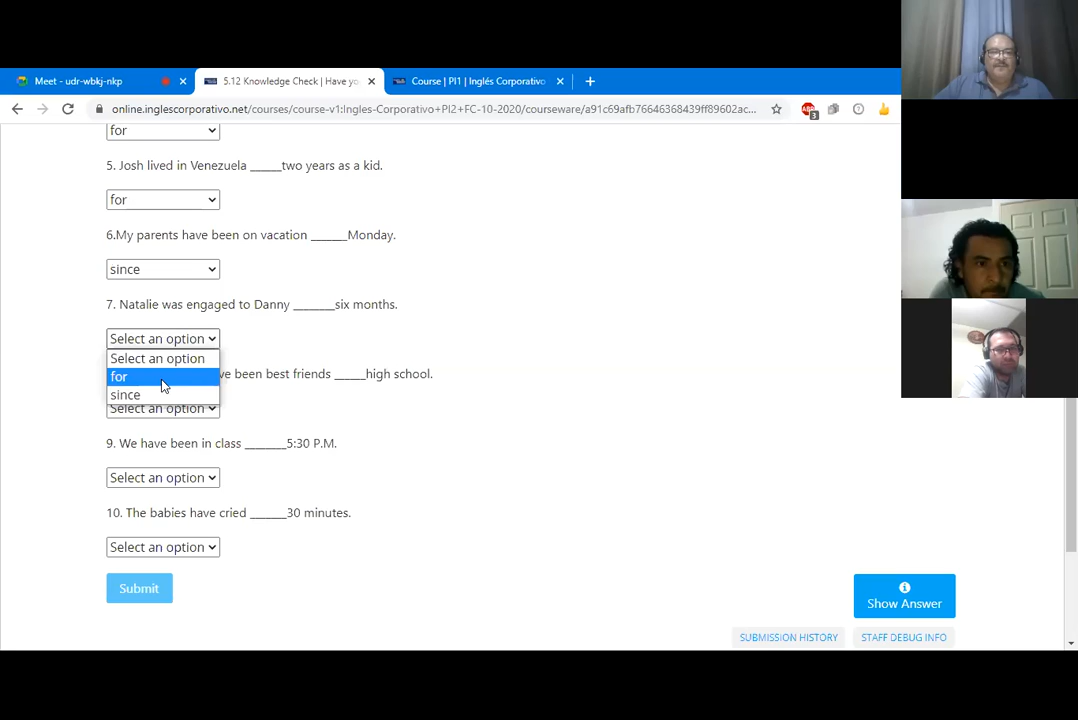 Meet - udr-wbkj-nkp
5.12 Knowledge Check | Have yo
Course | PI1 | Inglés Corporativo
online.inglescorporativo.net/courses/course-v1:Ingles-Corporativo+PI2+FC-10-2020/courseware/a91c69afb76646368439ff89602ac...
ABP
3
for
5. Josh lived in Venezuela ______two years as a kid.
for
6.My parents have been on vacation ______Monday.
since
7. Natalie was engaged to Danny _______six months.
Select an option
Select an option
for
since
ve been best friends _____high school.
Select an option
9. We have been in class _______5:30 P.M.
Select an option
10. The babies have cried ______30 minutes.
Select an option
Submit
Show Answer
SUBMISSION HISTORY
STAFF DEBUG INFO